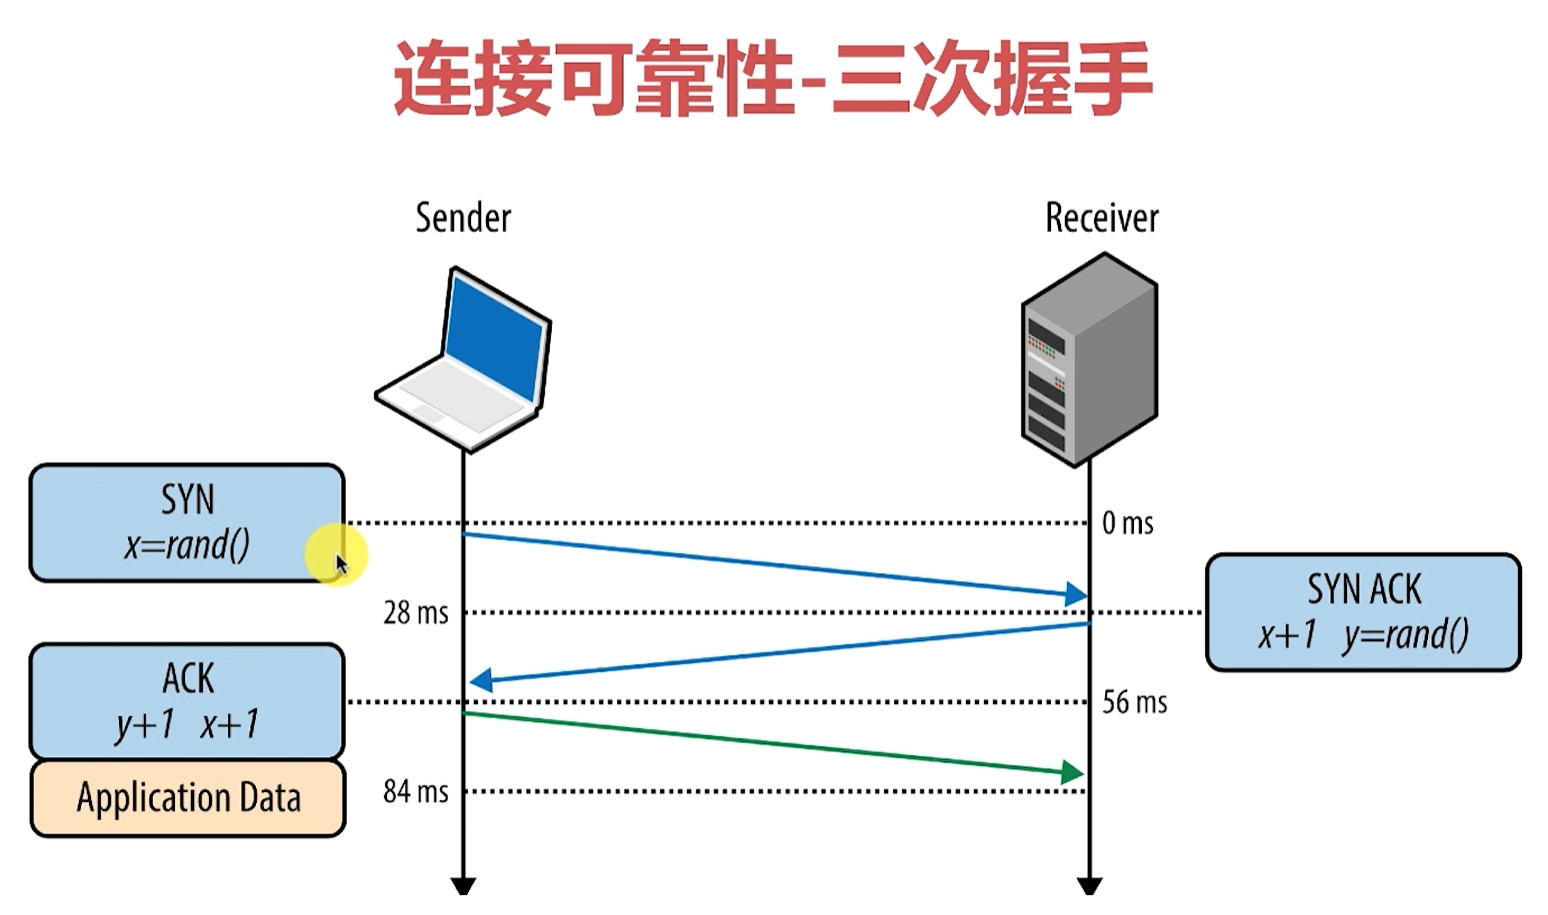 连接可靠性-三次握手
Sender
Receiver
SYN
x=rand()
0 ms
28 ms
SYN ACK
x+1 y=rand()
ACK
y+1 x+1
56 ms
Application Data
84 ms